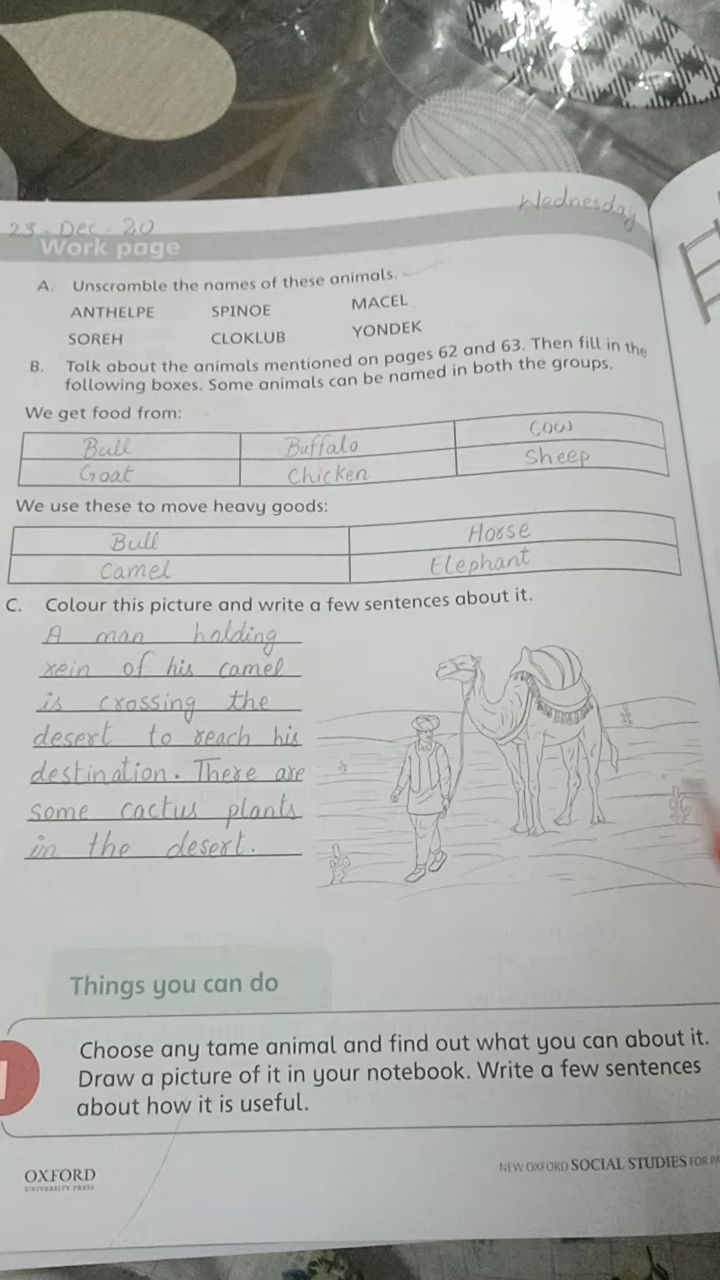 Wednesday
23 - Dec - 20
Work page
A. Unscramble the names of these animals.
ANTHELPE SPINOE MACEL
SOREH CLOKLUB YONDEK
B. Talk about the animals mentioned on pages 62 and 63. Then fill in the
following boxes. Some animals can be named in both the groups.
We get food from:
Bull Buffalo Cow
Goat Chicken Sheep
We use these to move heavy goods:
Bull Horse
Camel Elephant
C. Colour this picture and write a few sentences about it.
A man holding
rein of his camel
is crossing the
desert to reach his
destination. There are
some cactus plants
in the desert.
Things you can do
Choose any tame animal and find out what you can about it.
Draw a picture of it in your notebook. Write a few sentences
about how it is useful.
OXFORD
UNIVERSITY PRESS
NEW OXFORD SOCIAL STUDIES FOR